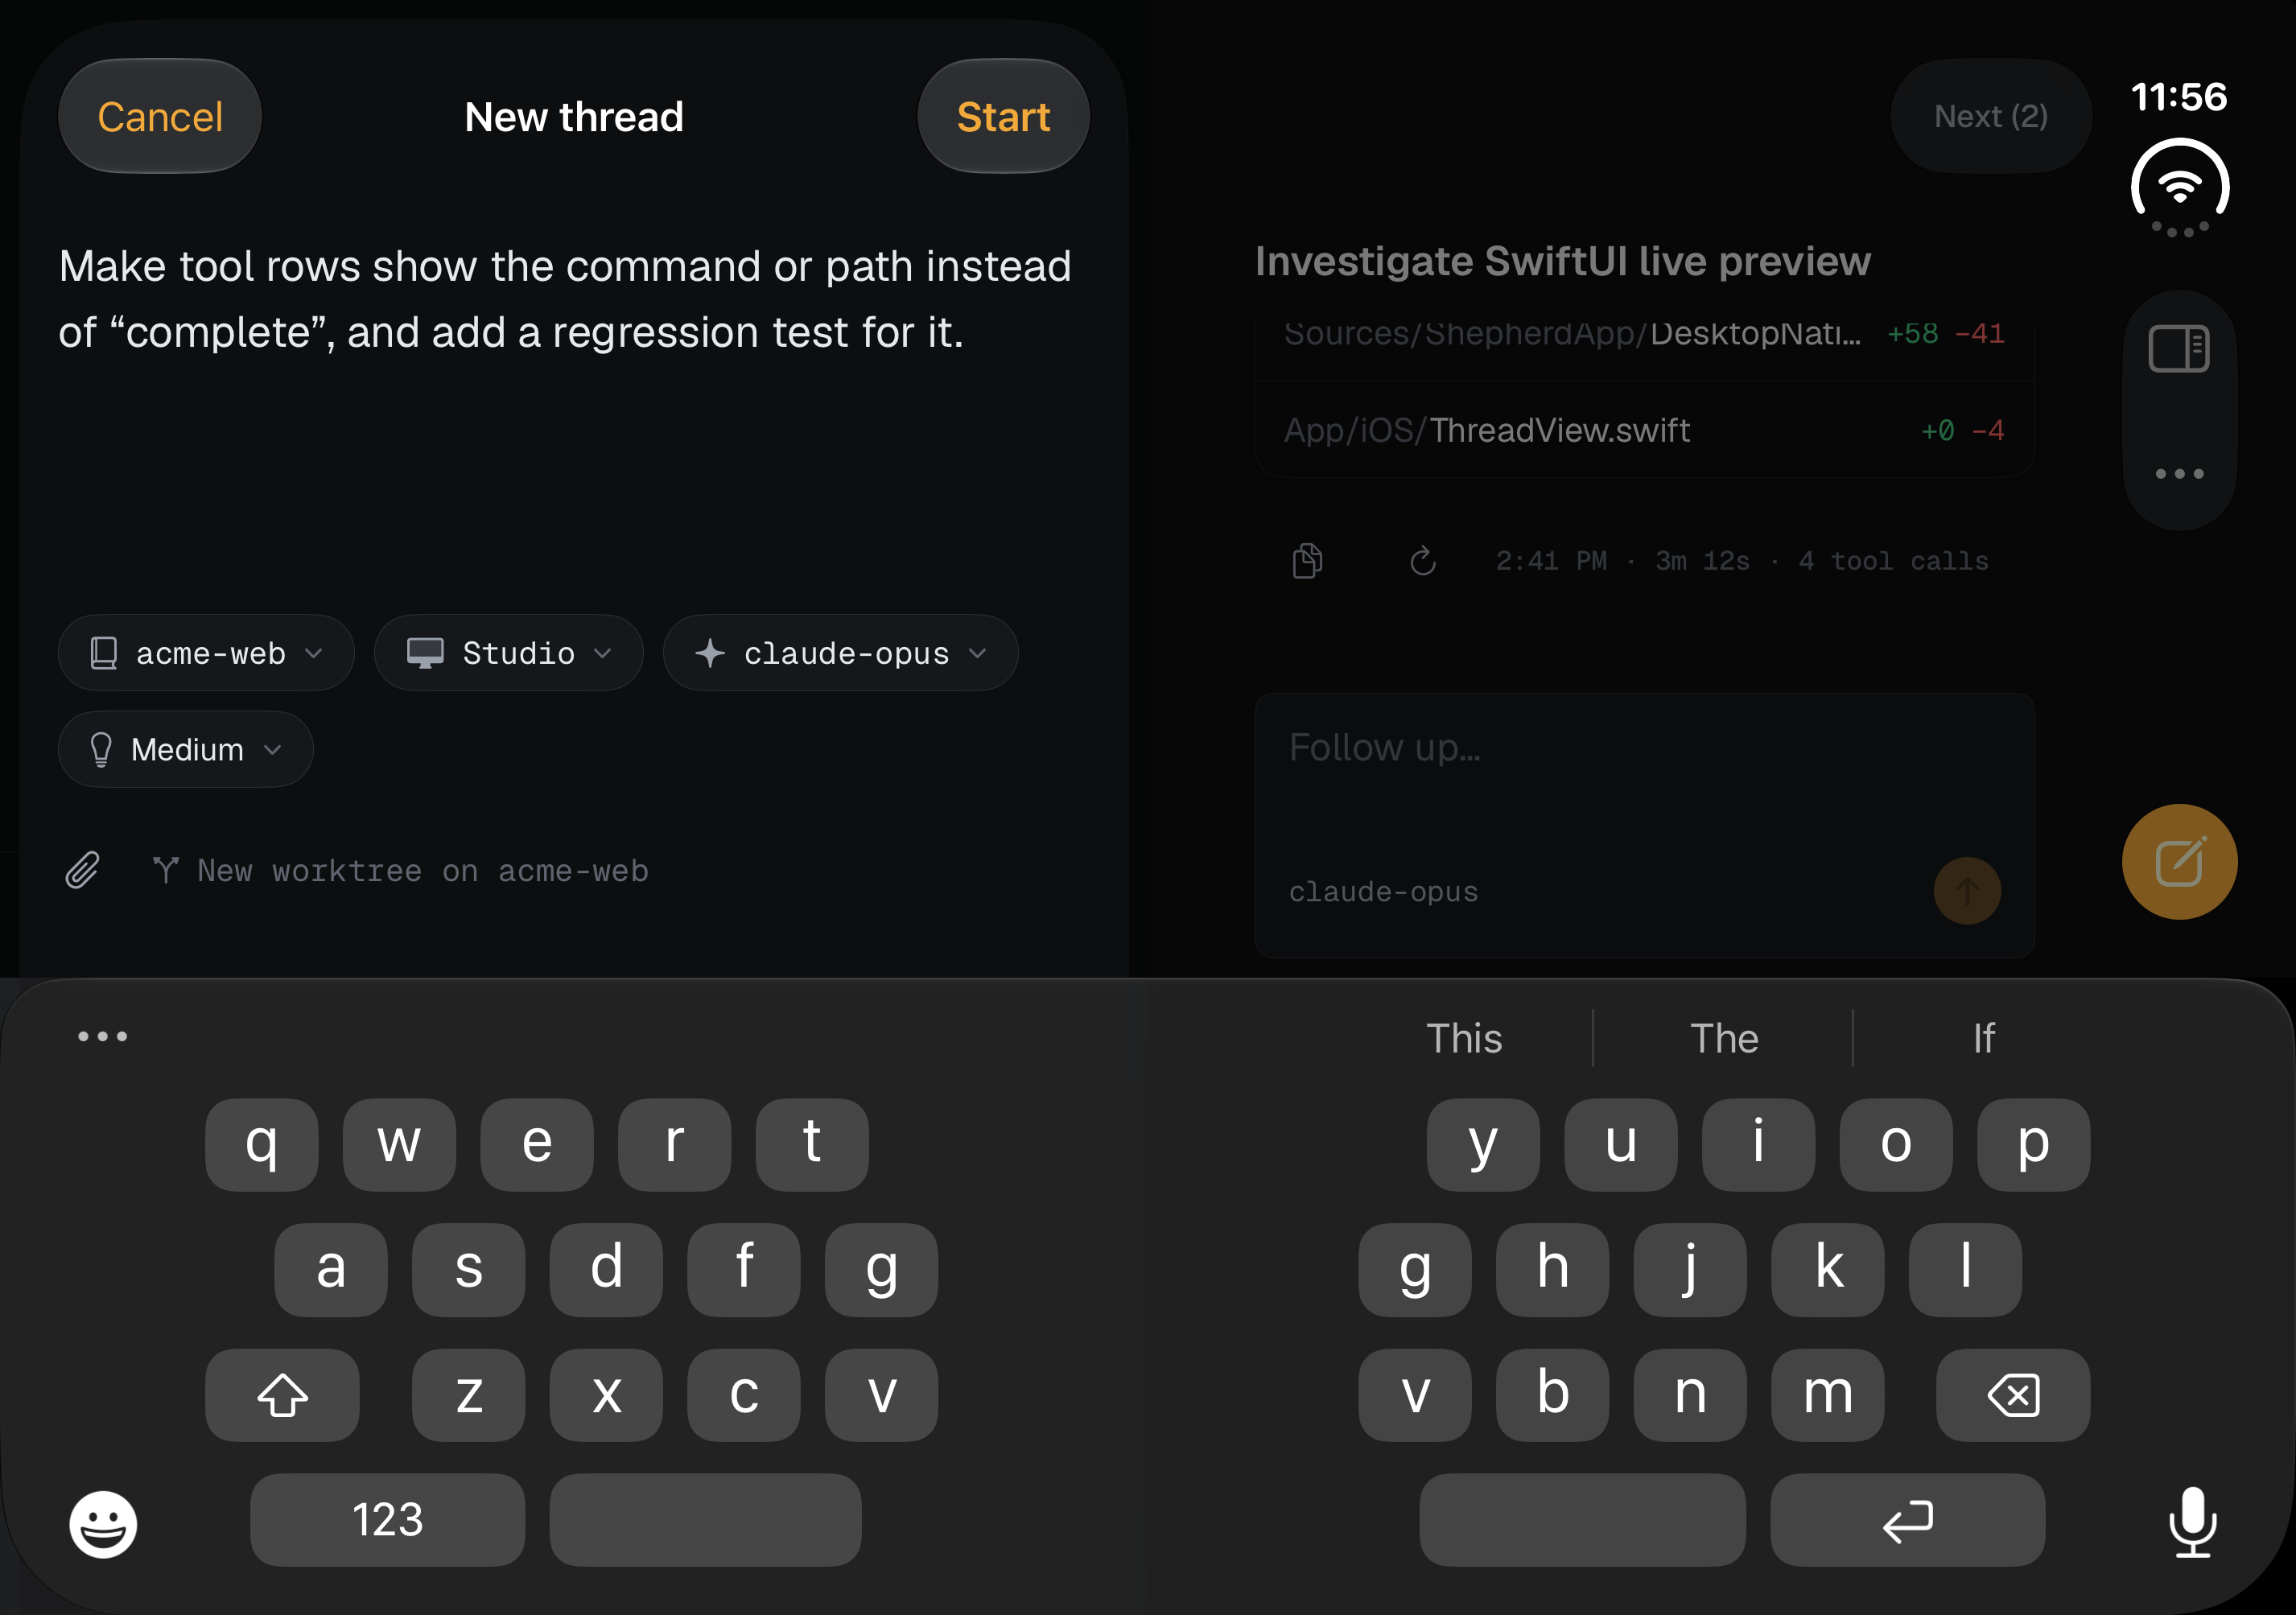 Cancel
New thread
Start
Make tool rows show the command or path instead
of “complete”, and add a regression test for it.
acme-web
Studio
claude-opus
Medium
New worktree on acme-web
Next (2)
11:56
Investigate SwiftUI live preview
Sources/ShepherdApp/DesktopNati… +58 −41
App/iOS/ThreadView.swift +0 −4
2:41 PM · 3m 12s · 4 tool calls
Follow up…
claude-opus
This
The
If
q w e r t y u i o p
a s d f g g h j k l
z x c v v b n m
123